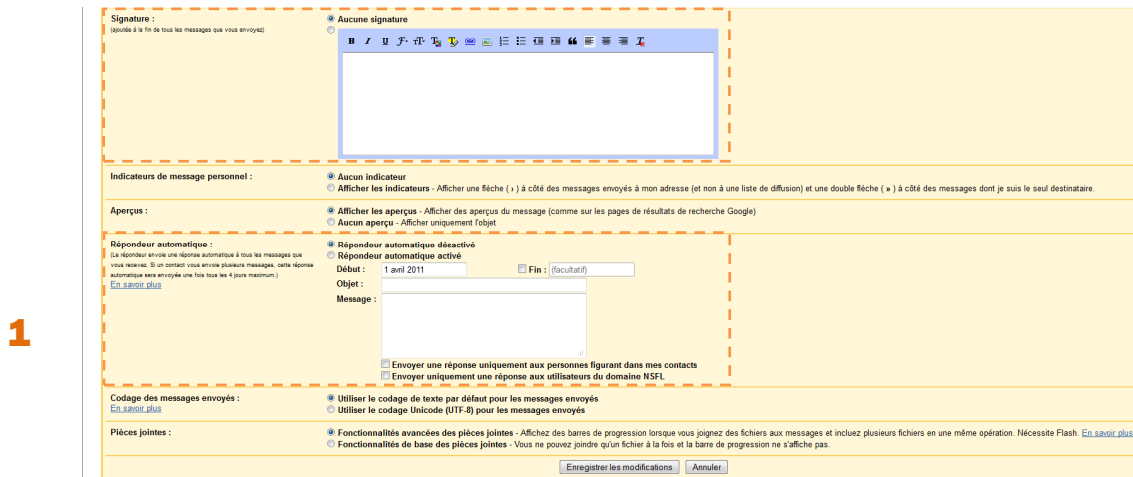 Signature :
(ajoutée à la fin de tous les messages que vous envoyez)
Aucune signature
Indicateurs de message personnel :
Aucun indicateur
Afficher les indicateurs - Afficher une flèche ( › ) à côté des messages envoyés à mon adresse (et non à une liste de diffusion) et une double flèche ( » ) à côté des messages dont je suis le seul destinataire.
Aperçus :
Afficher les aperçus - Afficher des aperçus du message (comme sur les pages de résultats de recherche Google)
Aucun aperçu - Afficher uniquement l'objet
Répondeur automatique :
(Le répondeur envoie une réponse automatique à tous les messages que
vous recevez. Si un contact vous envoie plusieurs messages, cette réponse
automatique sera envoyée une fois tous les 4 jours maximum.)
En savoir plus
Répondeur automatique désactivé
Répondeur automatique activé
Début : 1 avril 2011 Fin : (facultatif)
Objet :
Message :
Envoyer une réponse uniquement aux personnes figurant dans mes contacts
Envoyer uniquement une réponse aux utilisateurs du domaine NSFL
1
Codage des messages envoyés :
En savoir plus
Utiliser le codage de texte par défaut pour les messages envoyés
Utiliser le codage Unicode (UTF-8) pour les messages envoyés
Pièces jointes :
Fonctionnalités avancées des pièces jointes - Affichez des barres de progression lorsque vous joignez des fichiers aux messages et incluez plusieurs fichiers en une même opération. Nécessite Flash. En savoir plus
Fonctionnalités de base des pièces jointes - Vous ne pouvez joindre qu'un fichier à la fois et la barre de progression ne s'affiche pas.
Enregistrer les modifications Annuler